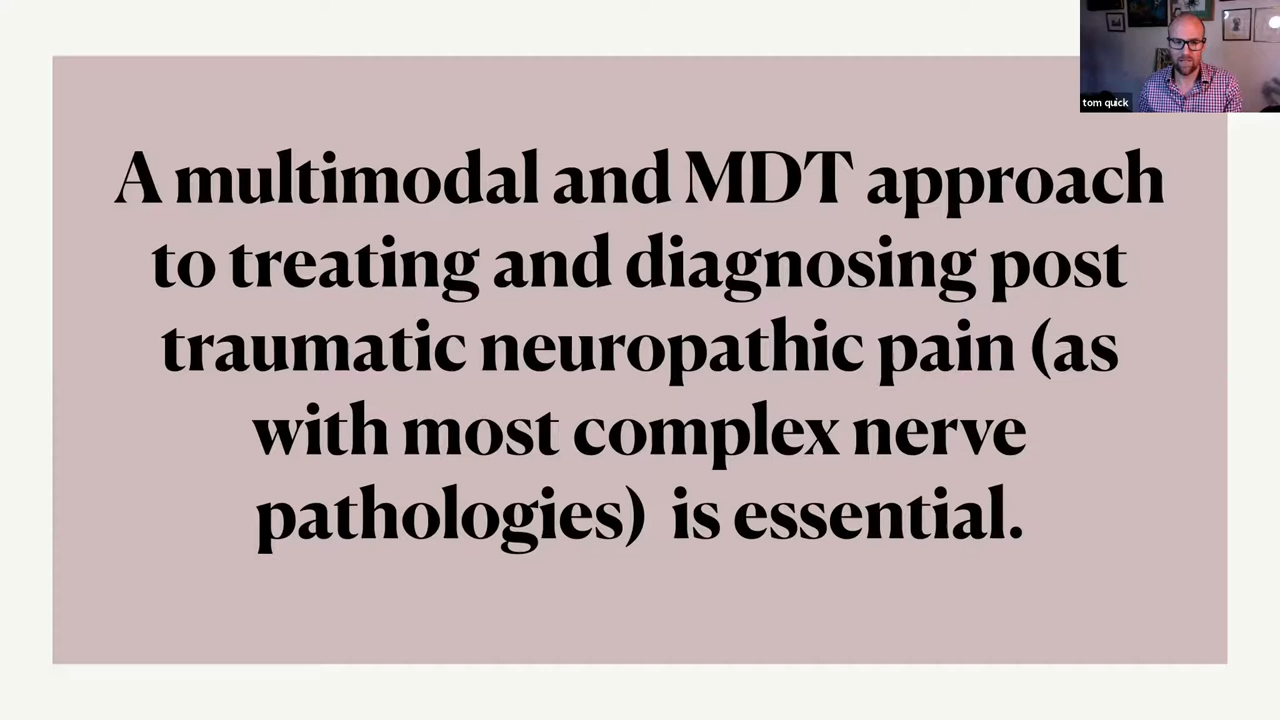 A multimodal and MDT approach
to treating and diagnosing post
traumatic neuropathic pain (as
with most complex nerve
pathologies)  is essential.
tom quick